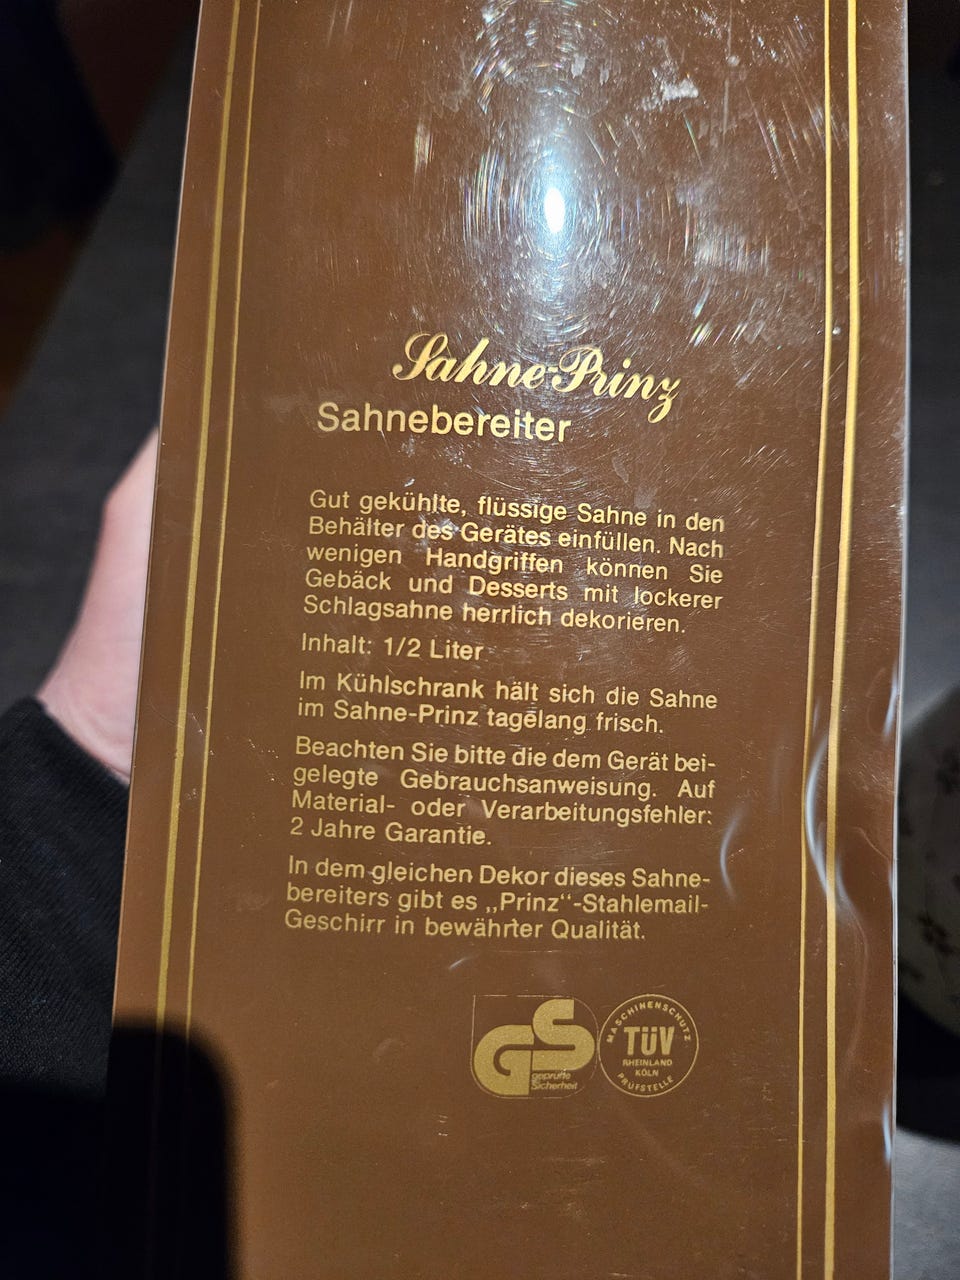 Sahne-Prinz
Sahnebereiter
Gut gekühlte, flüssige Sahne in den
Behälter des Gerätes einfüllen. Nach
wenigen Handgriffen können Sie
Gebäck und Desserts mit lockerer
Schlagsahne herrlich dekorieren.
Inhalt: 1/2 Liter
Im Kühlschrank hält sich die Sahne
im Sahne-Prinz tagelang frisch.
Beachten Sie bitte die dem Gerät bei-
gelegte Gebrauchsanweisung. Auf
Material- oder Verarbeitungsfehler:
2 Jahre Garantie.
In dem gleichen Dekor dieses Sahne-
bereiters gibt es „Prinz“-Stahlemail-
Geschirr in bewährter Qualität.
GS
geprüfte
Sicherheit
MASCHINENSCHUTZ
TÜV
RHEINLAND
KÖLN
PRÜFSTELLE